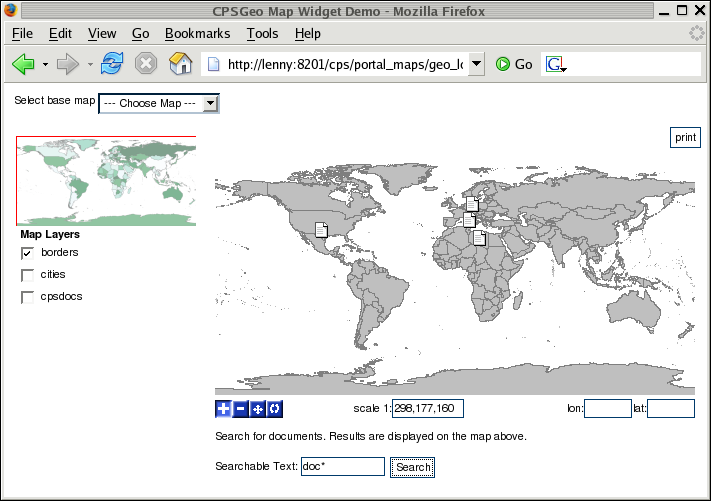 CPSGeo Map Widget Demo - Mozilla Firefox
File Edit View Go Bookmarks Tools Help
http://lenny:8201/cps/portal_maps/geo_lo Go G
Select base map --- Choose Map ---
print
Map Layers
borders
cities
cpsdocs
scale 1: 298,177,160 lon: lat:
Search for documents. Results are displayed on the map above.
Searchable Text: doc* Search